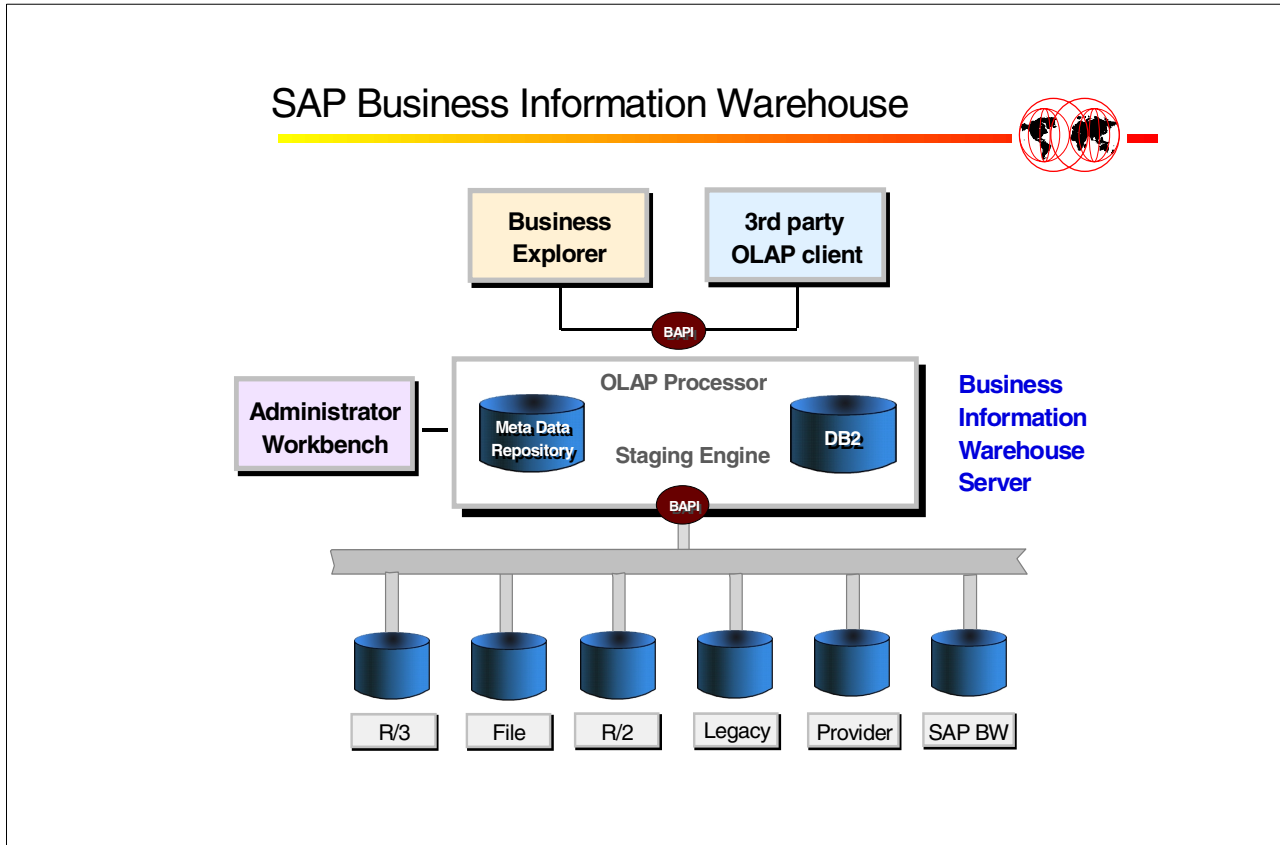 SAP Business Information Warehouse
Business
Explorer
3rd party
OLAP client
BAPI
Administrator
Workbench
OLAP Processor
Meta Data
Repository
Staging Engine
DB2
BAPI
Business
Information
Warehouse
Server
R/3
File
R/2
Legacy
Provider
SAP BW